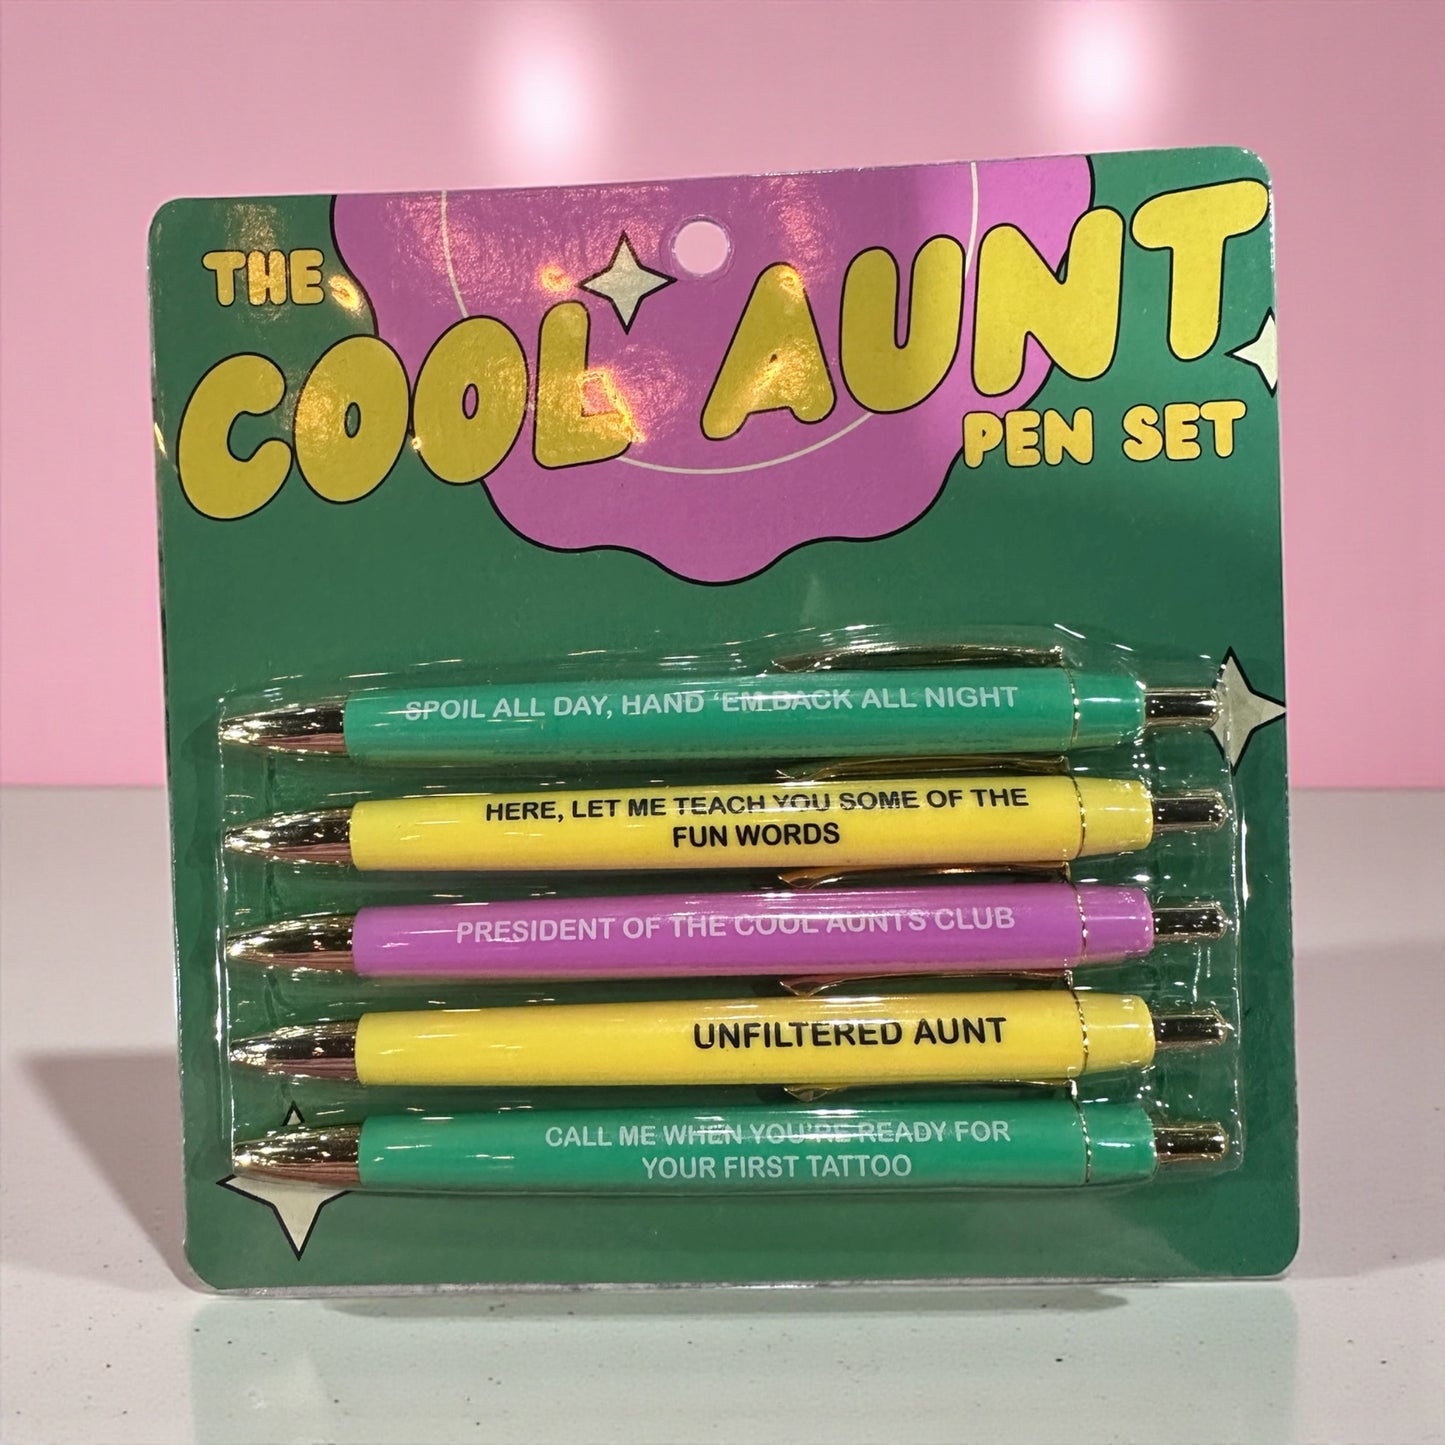 THE
COOL AUNT
PEN SET
SPOIL ALL DAY, HAND ‘EM BACK ALL NIGHT
HERE, LET ME TEACH YOU SOME OF THE
FUN WORDS
PRESIDENT OF THE COOL AUNTS CLUB
UNFILTERED AUNT
CALL ME WHEN YOU'RE READY FOR
YOUR FIRST TATTOO